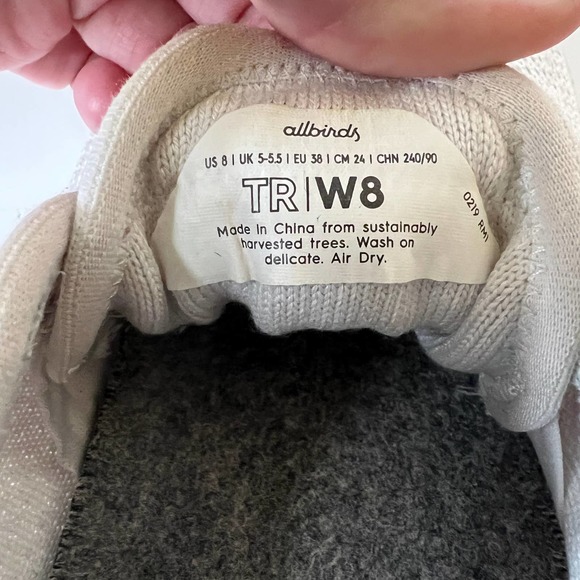 allbirds
US 8 | UK 5-5.5 | EU 38 | CM 24 | CHN 240/90
TR|W8
Made in China from sustainably
harvested trees. Wash on
delicate. Air Dry.
0219 RM1